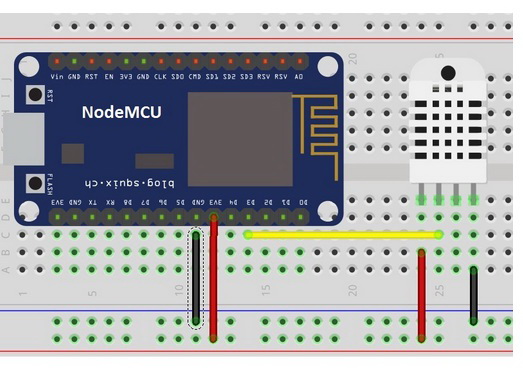 20
Vin GND RST EN 3V3 GND CLK SD0 CMD SD1 SD2 SD3 RSV RSV A0
RST
NodeMCU
blog.squix.ch
FLASH
3V3 GND TX RX D8 D7 D6 D5 GND 3V3 D4 D3 D2 D1 D0
E
D
C
B
A
1 5 10 15 20 25